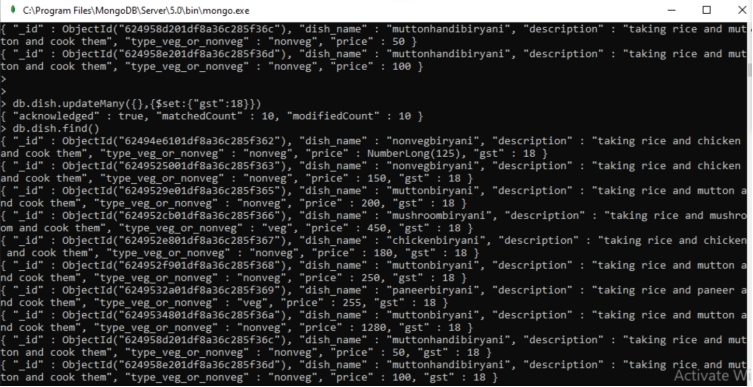 C:\Program Files\MongoDB\Server\5.0\bin\mongo.exe
{ "_id" : ObjectId("624958d201df8a36c285f36c"), "dish_name" : "muttonhandibiryani", "description" : "taking rice and mut
ton and cook them", "type_veg_or_nonveg" : "nonveg", "price" : 50 }
{ "_id" : ObjectId("624958e201df8a36c285f36d"), "dish_name" : "muttonhandibiryani", "description" : "taking rice and mut
ton and cook them", "type_veg_or_nonveg" : "nonveg", "price" : 100 }
>
>
> db.dish.updateMany({},{$set:{"gst":18}})
{ "acknowledged" : true, "matchedCount" : 10, "modifiedCount" : 10 }
> db.dish.find()
{ "_id" : ObjectId("62494e6101df8a36c285f362"), "dish_name" : "nonvegbiryani", "description" : "taking rice and chicken
and cook them", "type_veg_or_nonveg" : "nonveg", "price" : NumberLong(125), "gst" : 18 }
{ "_id" : ObjectId("6249525001df8a36c285f363"), "dish_name" : "nonvegbiryani", "description" : "taking rice and chicken
and cook them", "type_veg_or_nonveg" : "nonveg", "price" : 150, "gst" : 18 }
{ "_id" : ObjectId("6249529e01df8a36c285f365"), "dish_name" : "muttonbiryani", "description" : "taking rice and mutton a
nd cook them", "type_veg_or_nonveg" : "nonveg", "price" : 200, "gst" : 18 }
{ "_id" : ObjectId("624952cb01df8a36c285f366"), "dish_name" : "mushroombiryani", "description" : "taking rice and mushro
om and cook them", "type_veg_or_nonveg" : "veg", "price" : 450, "gst" : 18 }
{ "_id" : ObjectId("624952e801df8a36c285f367"), "dish_name" : "chickenbiryani", "description" : "taking rice and chicken
 and cook them", "type_veg_or_nonveg" : "nonveg", "price" : 180, "gst" : 18 }
{ "_id" : ObjectId("624952f901df8a36c285f368"), "dish_name" : "muttonbiryani", "description" : "taking rice and mutton a
nd cook them", "type_veg_or_nonveg" : "nonveg", "price" : 250, "gst" : 18 }
{ "_id" : ObjectId("6249532a01df8a36c285f369"), "dish_name" : "paneerbiryani", "description" : "taking rice and paneer a
nd cook them", "type_veg_or_nonveg" : "veg", "price" : 255, "gst" : 18 }
{ "_id" : ObjectId("6249534801df8a36c285f36a"), "dish_name" : "muttonbiryani", "description" : "taking rice and mutton a
nd cook them", "type_veg_or_nonveg" : "nonveg", "price" : 1280, "gst" : 18 }
{ "_id" : ObjectId("624958d201df8a36c285f36c"), "dish_name" : "muttonhandibiryani", "description" : "taking rice and mut
ton and cook them", "type_veg_or_nonveg" : "nonveg", "price" : 50, "gst" : 18 }
{ "_id" : ObjectId("624958e201df8a36c285f36d"), "dish_name" : "muttonhandibiryani", "description" : "taking rice and mut
ton and cook them", "type_veg_or_nonveg" : "nonveg", "price" : 100, "gst" : 18 }
Activate W